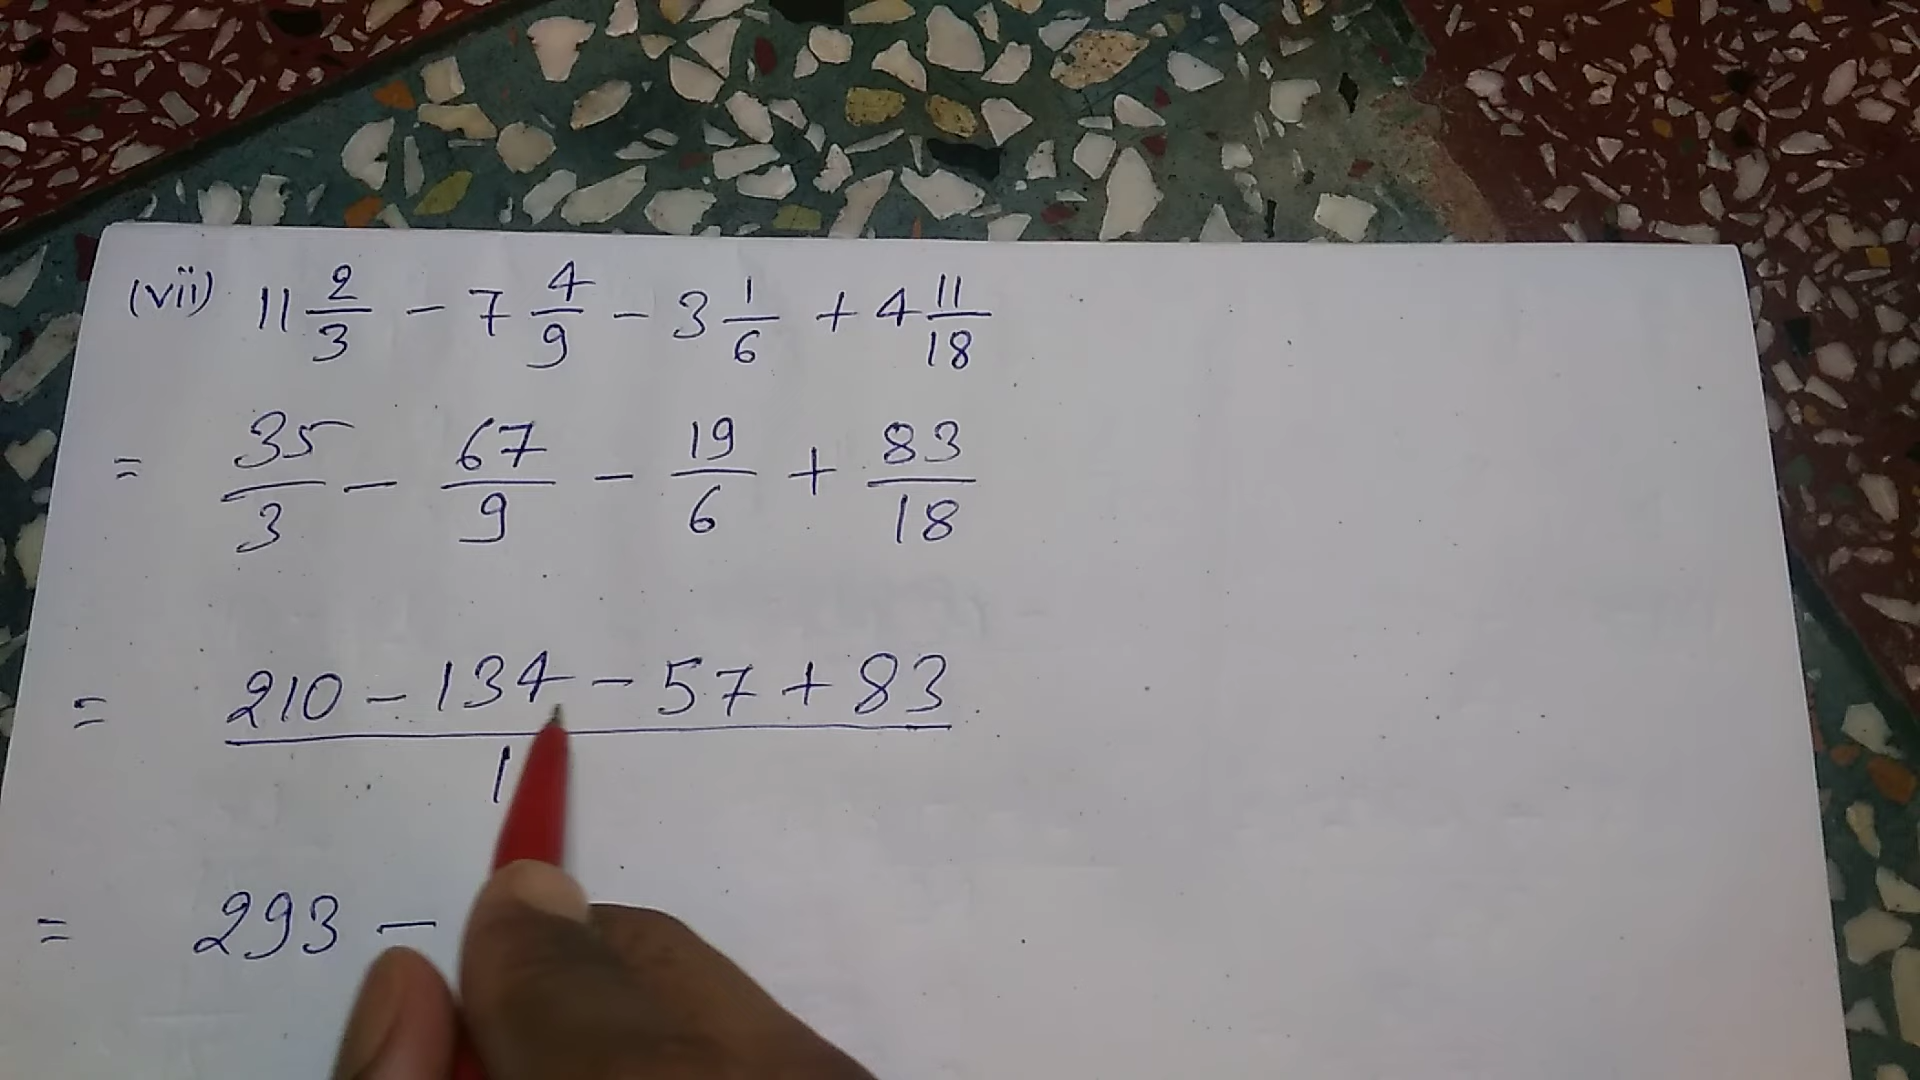 (vii) 11 2/3 - 7 4/9 - 3 1/6 + 4 11/18
= 35/3 - 67/9 - 19/6 + 83/18
= 210 - 134 - 57 + 83
1
= 293 -